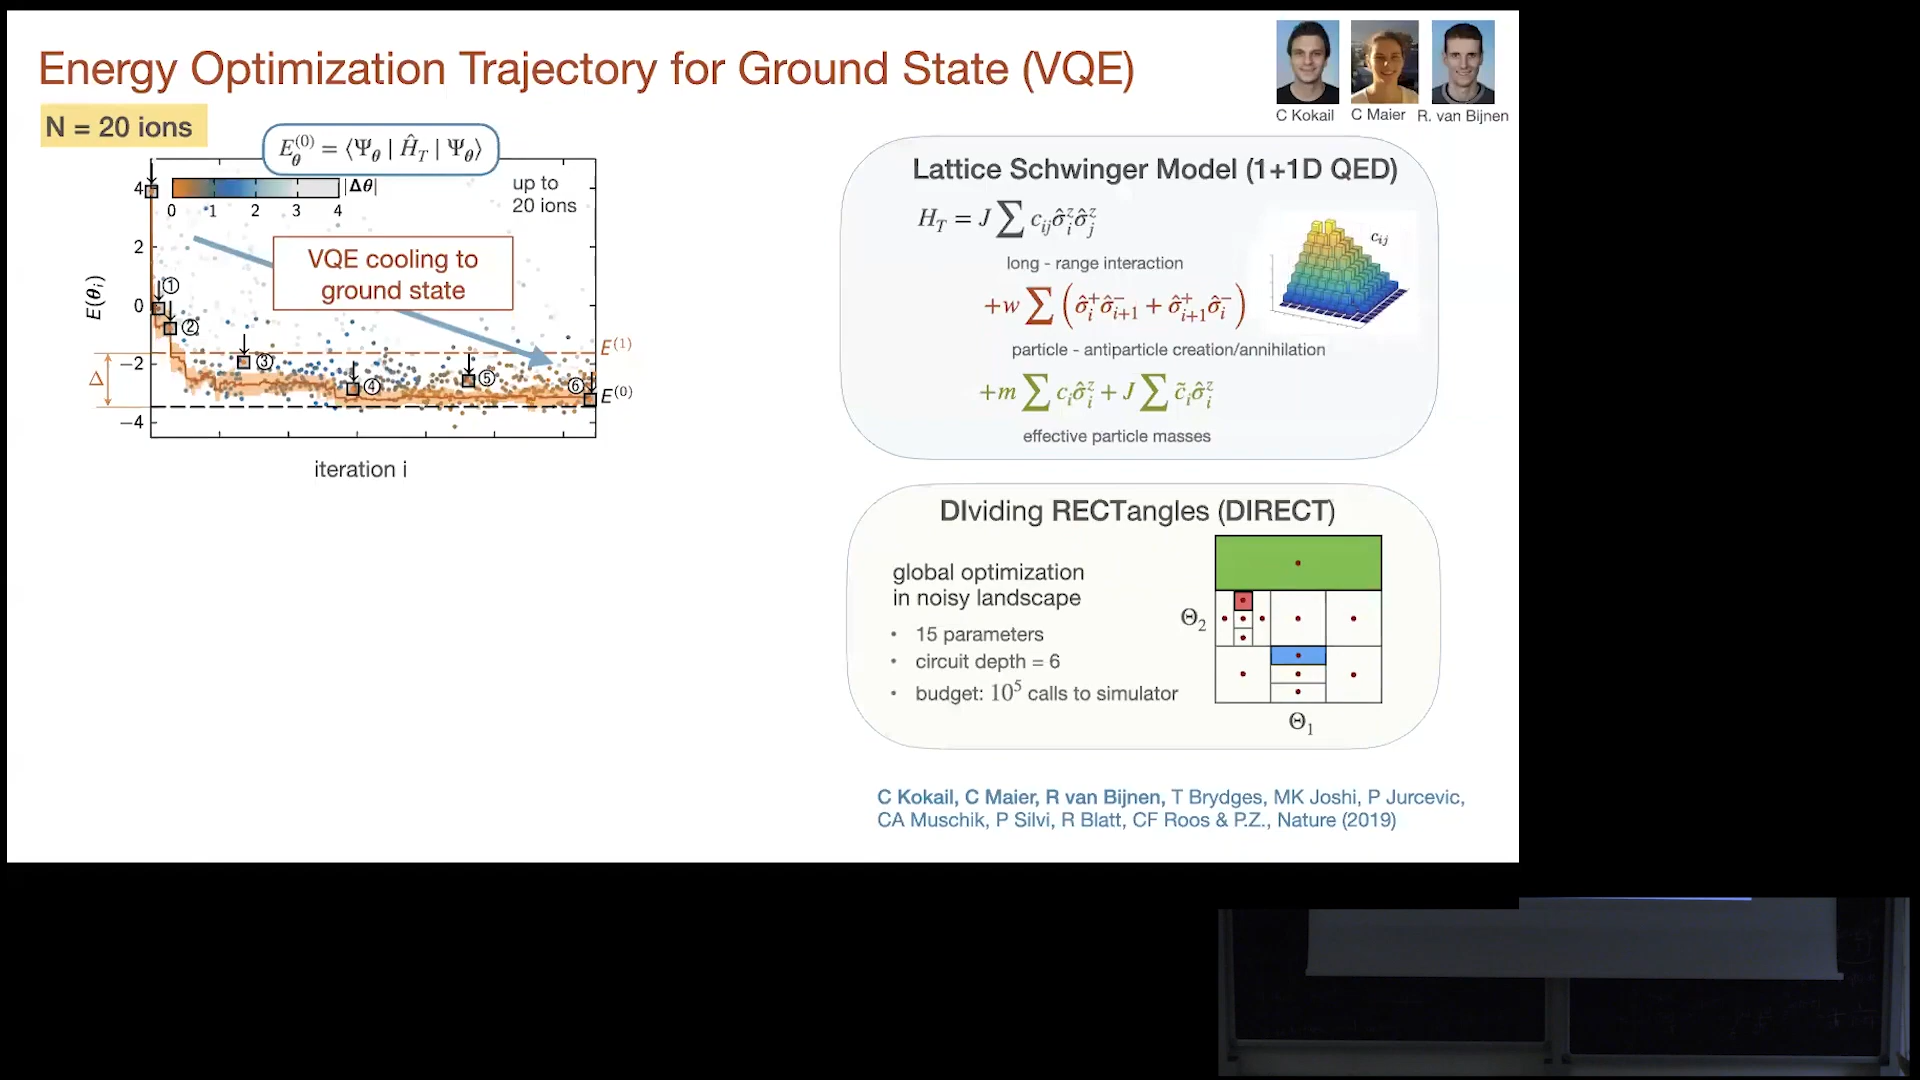 Energy Optimization Trajectory for Ground State (VQE)
C Kokail
C Maier
R. van Bijnen
N = 20 ions
E_θ^(0) = ⟨Ψ_θ | Ĥ_T | Ψ_θ⟩
|Δθ|
0 1 2 3 4
up to
20 ions
VQE cooling to
ground state
E(θ_i)
4
2
0
−2
−4
Δ
①
②
③
④
⑤
⑥
E^(1)
E^(0)
iteration i
Lattice Schwinger Model (1+1D QED)
H_T = J ∑ c_ij σ̂_i^z σ̂_j^z
c_ij
long - range interaction
+w ∑ (σ̂_i^+ σ̂_{i+1}^− + σ̂_{i+1}^+ σ̂_i^−)
particle - antiparticle creation/annihilation
+m ∑ c_i σ̂_i^z + J ∑ c̃_i σ̂_i^z
effective particle masses
DIviding RECTangles (DIRECT)
global optimization
in noisy landscape
• 15 parameters
• circuit depth = 6
• budget: 10^5 calls to simulator
Θ_2
Θ_1
C Kokail, C Maier, R van Bijnen, T Brydges, MK Joshi, P Jurcevic,
CA Muschik, P Silvi, R Blatt, CF Roos & P.Z., Nature (2019)